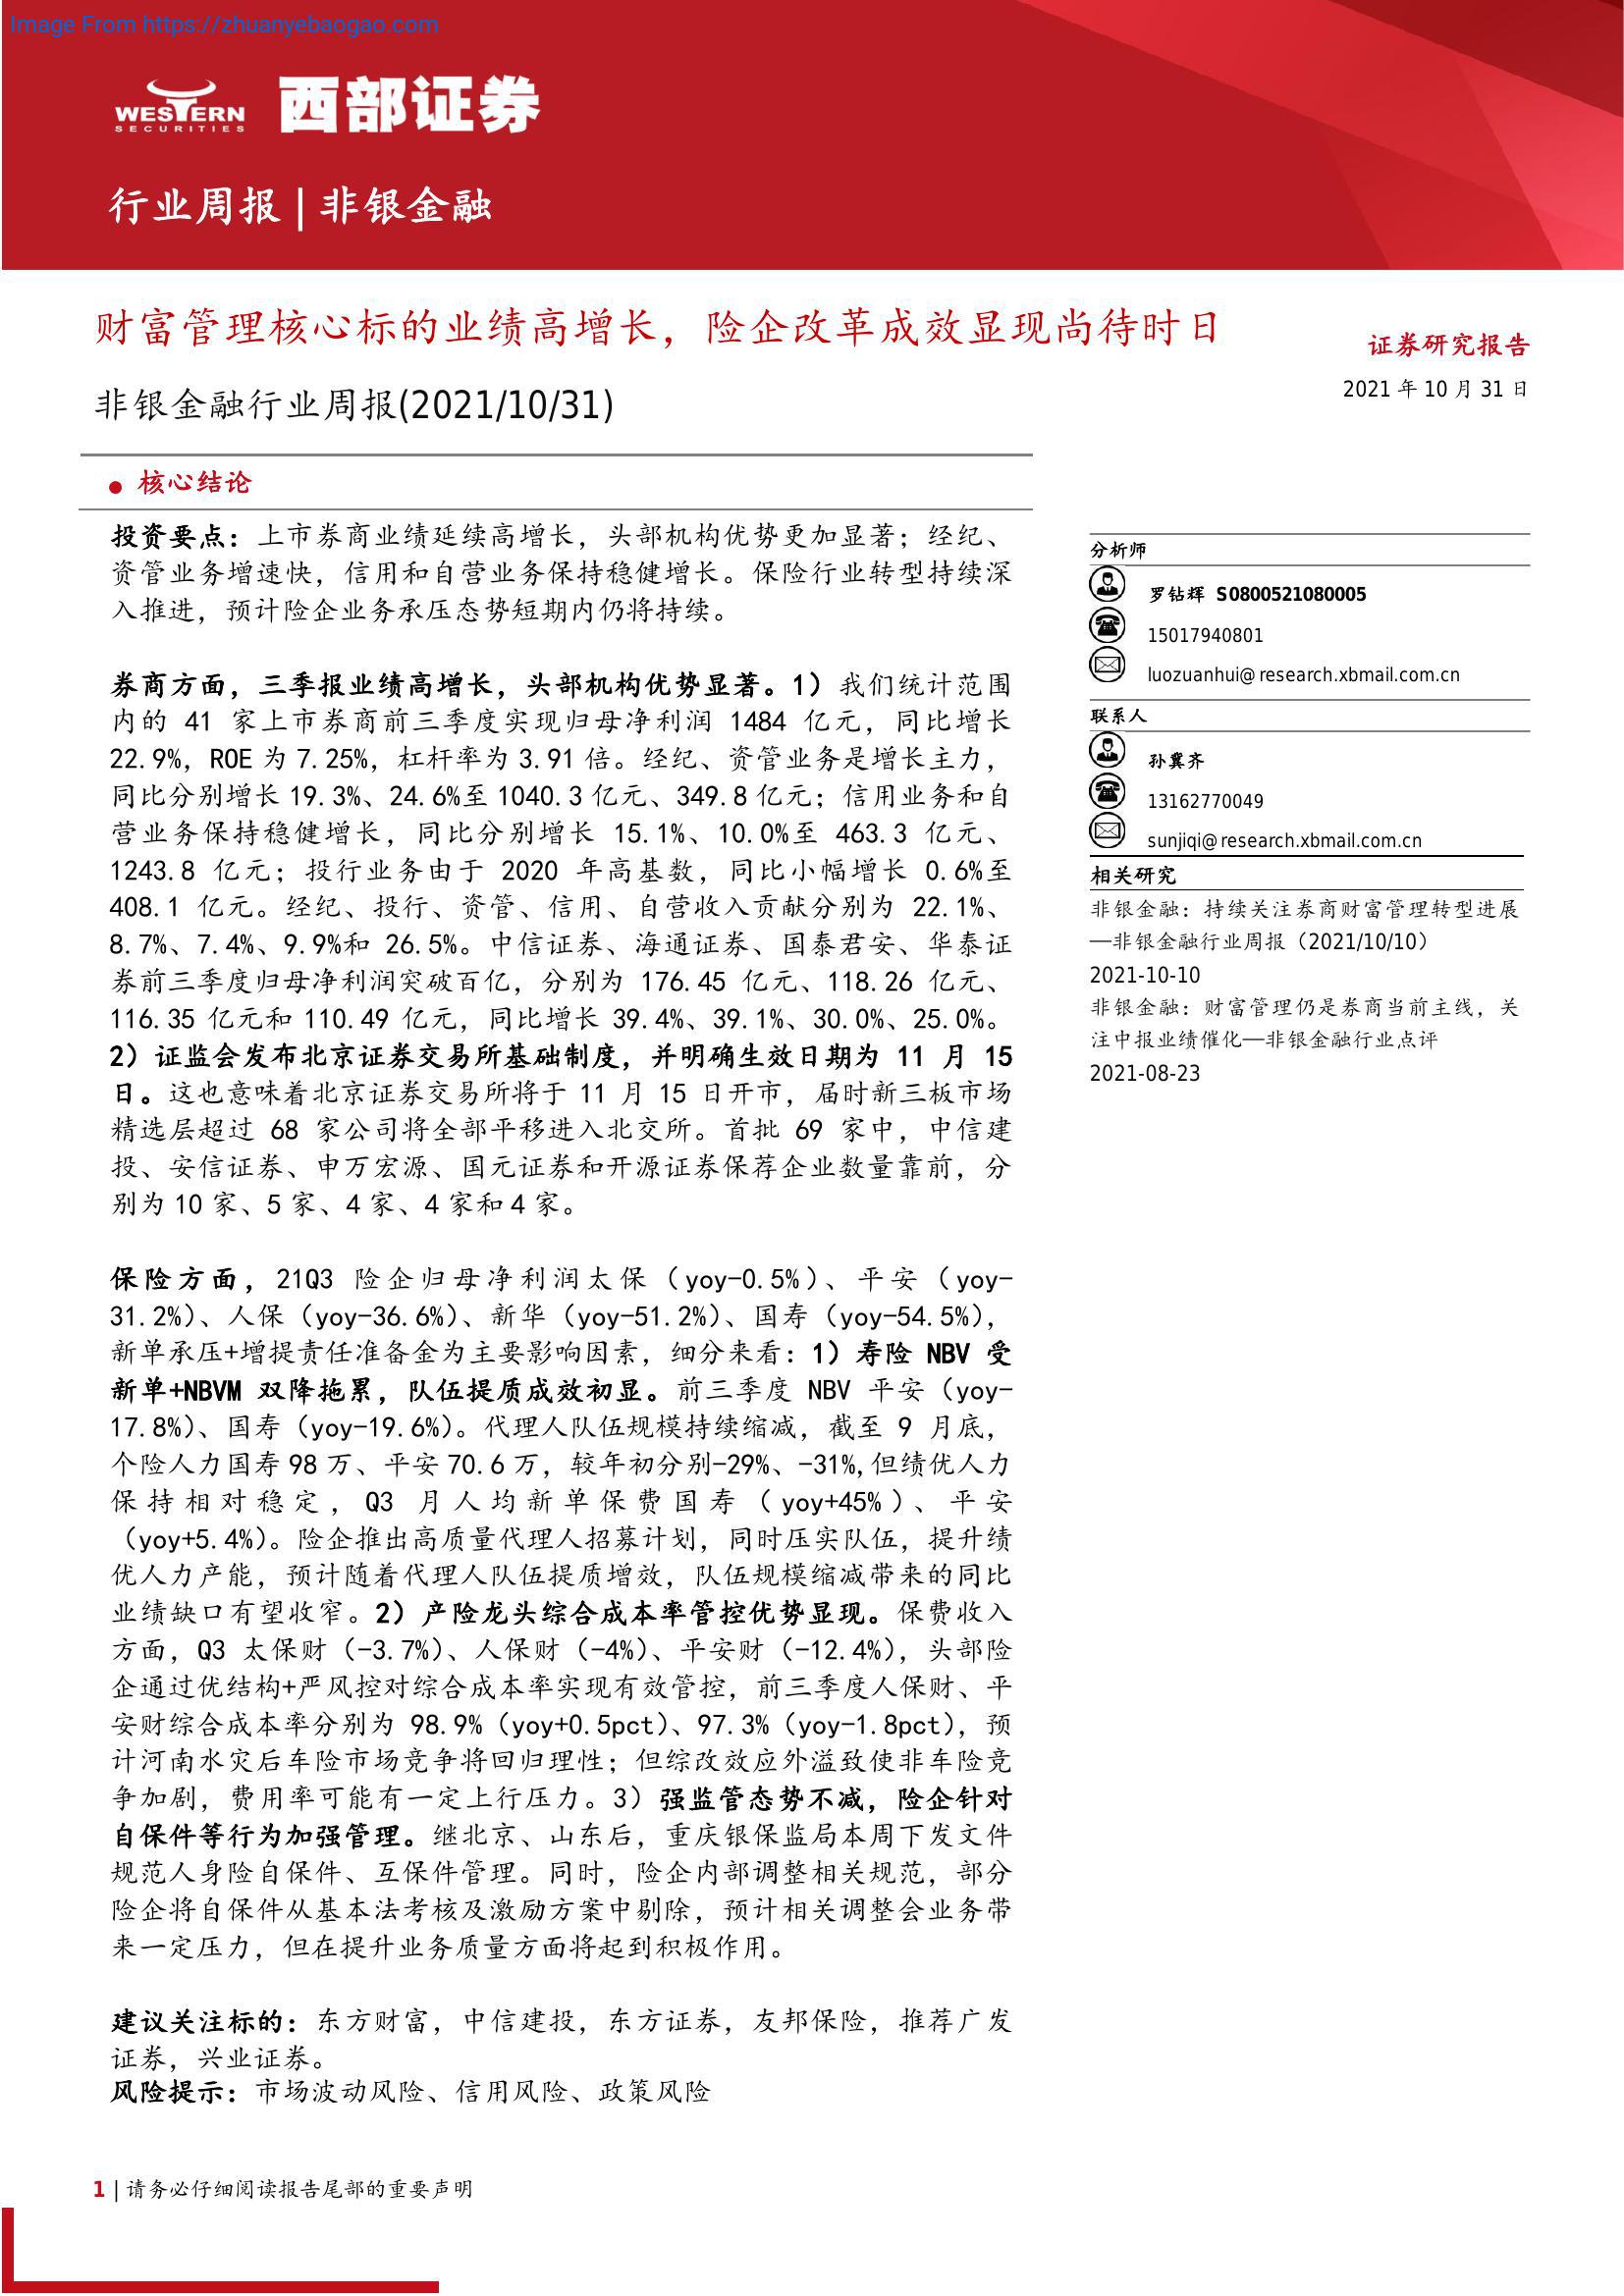 Image From https://zhuanyebaogao.com
WESTERN
SECURITIES
西部证券
行业周报 | 非银金融
财富管理核心标的业绩高增长，险企改革成效显现尚待时日
证券研究报告
2021 年 10 月 31 日
非银金融行业周报(2021/10/31)
● 核心结论
投资要点：上市券商业绩延续高增长，头部机构优势更加显著；经纪、
资管业务增速快，信用和自营业务保持稳健增长。保险行业转型持续深
入推进，预计险企业务承压态势短期内仍将持续。
券商方面，三季报业绩高增长，头部机构优势显著。1）我们统计范围
内的 41 家上市券商前三季度实现归母净利润 1484 亿元，同比增长
22.9%，ROE 为 7.25%，杠杆率为 3.91 倍。经纪、资管业务是增长主力，
同比分别增长 19.3%、24.6%至 1040.3 亿元、349.8 亿元；信用业务和自
营业务保持稳健增长，同比分别增长 15.1%、10.0%至 463.3 亿元、
1243.8 亿元；投行业务由于 2020 年高基数，同比小幅增长 0.6%至
408.1 亿元。经纪、投行、资管、信用、自营收入贡献分别为 22.1%、
8.7%、7.4%、9.9%和 26.5%。中信证券、海通证券、国泰君安、华泰证
券前三季度归母净利润突破百亿，分别为 176.45 亿元、118.26 亿元、
116.35 亿元和 110.49 亿元，同比增长 39.4%、39.1%、30.0%、25.0%。
2）证监会发布北京证券交易所基础制度，并明确生效日期为 11 月 15
日。这也意味着北京证券交易所将于 11 月 15 日开市，届时新三板市场
精选层超过 68 家公司将全部平移进入北交所。首批 69 家中，中信建
投、安信证券、申万宏源、国元证券和开源证券保荐企业数量靠前，分
别为 10 家、5 家、4 家、4 家和 4 家。
保险方面，21Q3 险企归母净利润太保（yoy-0.5%）、平安（yoy-
31.2%）、人保（yoy-36.6%）、新华（yoy-51.2%）、国寿（yoy-54.5%），
新单承压+增提责任准备金为主要影响因素，细分来看：1）寿险 NBV 受
新单+NBVM 双降拖累，队伍提质成效初显。前三季度 NBV 平安（yoy-
17.8%）、国寿（yoy-19.6%）。代理人队伍规模持续缩减，截至 9 月底，
个险人力国寿 98 万、平安 70.6 万，较年初分别-29%、-31%,但绩优人力
保持相对稳定，Q3 月人均新单保费国寿（yoy+45%）、平安
（yoy+5.4%）。险企推出高质量代理人招募计划，同时压实队伍，提升绩
优人力产能，预计随着代理人队伍提质增效，队伍规模缩减带来的同比
业绩缺口有望收窄。2）产险龙头综合成本率管控优势显现。保费收入
方面，Q3 太保财（-3.7%）、人保财（-4%）、平安财（-12.4%），头部险
企通过优结构+严风控对综合成本率实现有效管控，前三季度人保财、平
安财综合成本率分别为 98.9%（yoy+0.5pct）、97.3%（yoy-1.8pct），预
计河南水灾后车险市场竞争将回归理性；但综改效应外溢致使非车险竞
争加剧，费用率可能有一定上行压力。3）强监管态势不减，险企针对
自保件等行为加强管理。继北京、山东后，重庆银保监局本周下发文件
规范人身险自保件、互保件管理。同时，险企内部调整相关规范，部分
险企将自保件从基本法考核及激励方案中剔除，预计相关调整会业务带
来一定压力，但在提升业务质量方面将起到积极作用。
建议关注标的：东方财富，中信建投，东方证券，友邦保险，推荐广发
证券，兴业证券。
风险提示：市场波动风险、信用风险、政策风险
分析师
罗钻辉 S0800521080005
15017940801
luozuanhui@research.xbmail.com.cn
联系人
孙冀齐
13162770049
sunjiqi@research.xbmail.com.cn
相关研究
非银金融：持续关注券商财富管理转型进展
—非银金融行业周报（2021/10/10）
2021-10-10
非银金融：财富管理仍是券商当前主线，关
注中报业绩催化—非银金融行业点评
2021-08-23
1 | 请务必仔细阅读报告尾部的重要声明